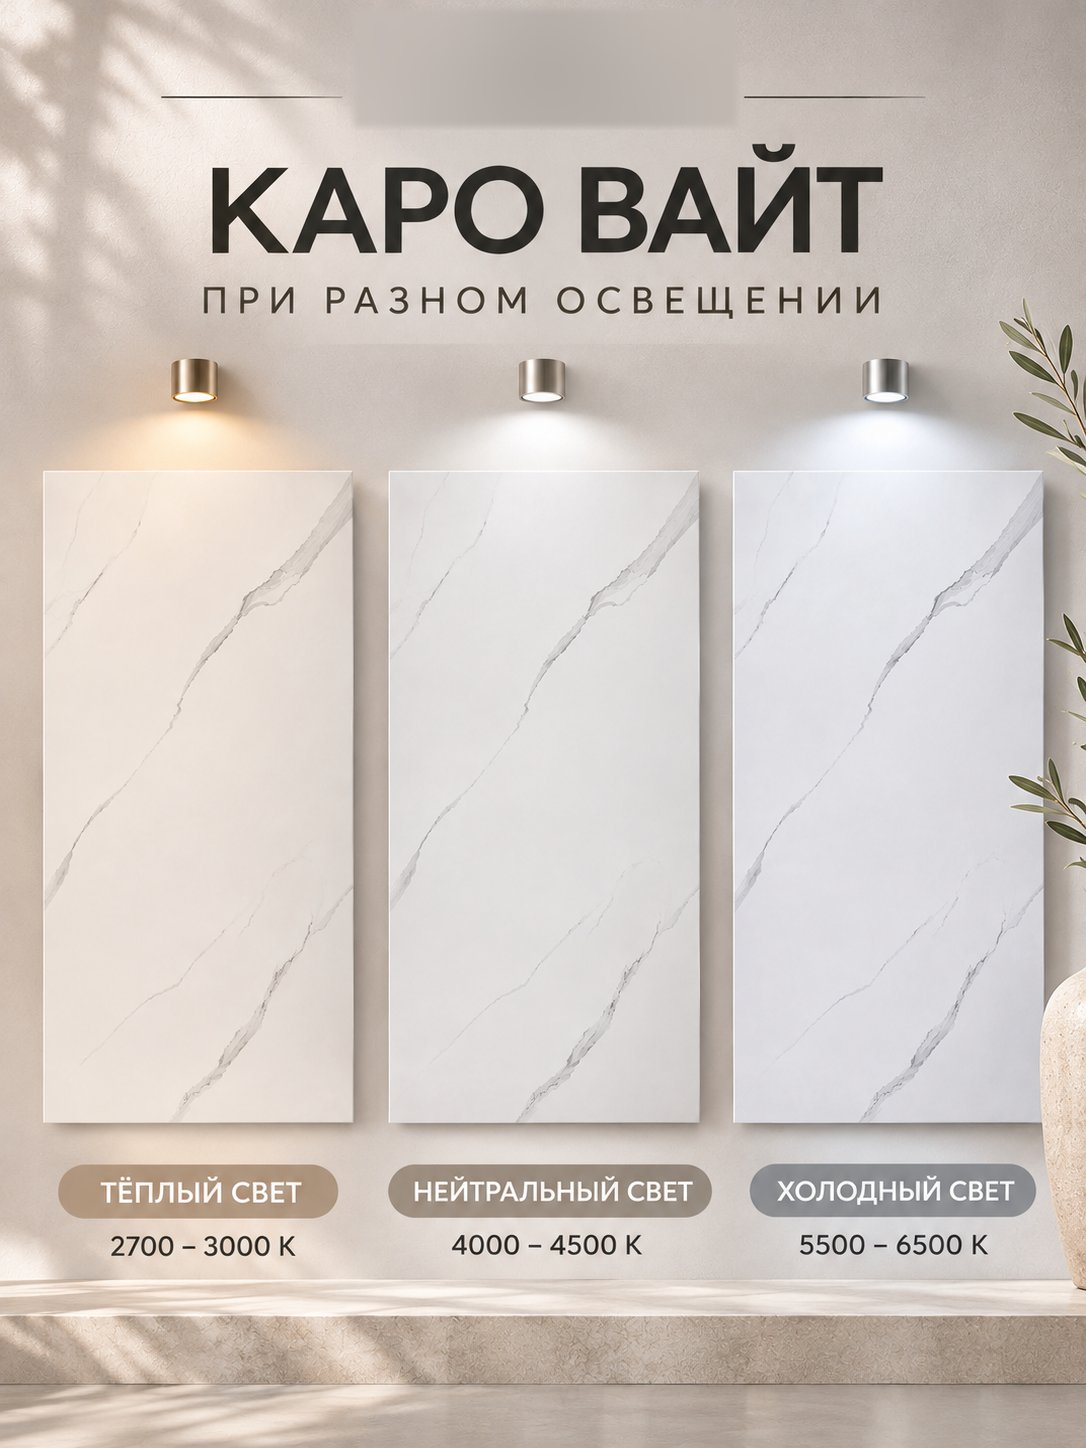 КАРО ВАЙТ
ПРИ РАЗНОМ ОСВЕЩЕНИИ
ТЁПЛЫЙ СВЕТ
2700 – 3000 К
НЕЙТРАЛЬНЫЙ СВЕТ
4000 – 4500 К
ХОЛОДНЫЙ СВЕТ
5500 – 6500 К